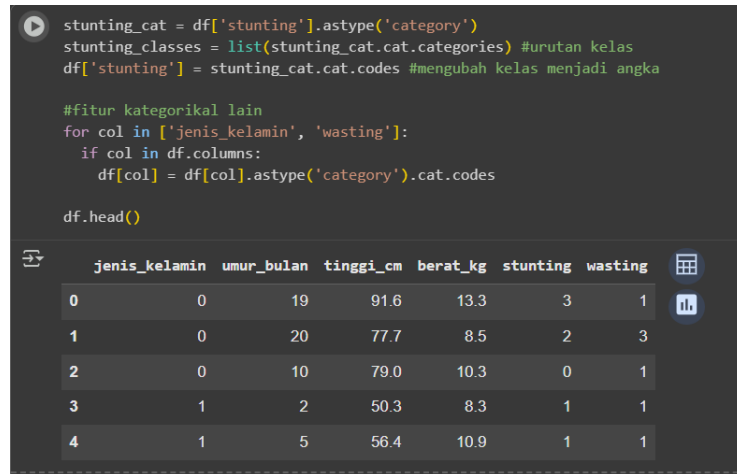 stunting_cat = df['stunting'].astype('category')
stunting_classes = list(stunting_cat.cat.categories) #urutan kelas
df['stunting'] = stunting_cat.cat.codes #mengubah kelas menjadi angka
#fitur kategorikal lain
for col in ['jenis_kelamin', 'wasting']:
  if col in df.columns:
    df[col] = df[col].astype('category').cat.codes
df.head()
jenis_kelamin umur_bulan tinggi_cm berat_kg stunting wasting
0 0 19 91.6 13.3 3 1
1 0 20 77.7 8.5 2 3
2 0 10 79.0 10.3 0 1
3 1 2 50.3 8.3 1 1
4 1 5 56.4 10.9 1 1